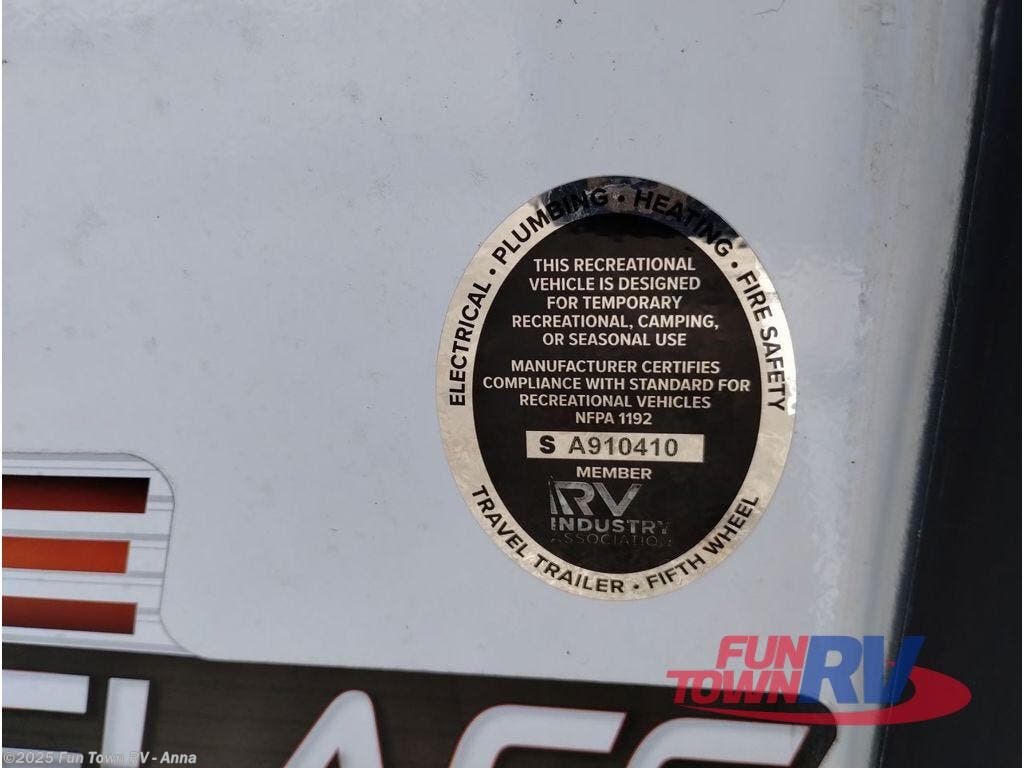 ELECTRICAL • PLUMBING • HEATING • FIRE SAFETY
THIS RECREATIONAL
VEHICLE IS DESIGNED
FOR TEMPORARY
RECREATIONAL, CAMPING,
OR SEASONAL USE
MANUFACTURER CERTIFIES
COMPLIANCE WITH STANDARD FOR
RECREATIONAL VEHICLES
NFPA 1192
S A910410
MEMBER
RV
INDUSTRY
ASSOCIATION
TRAVEL TRAILER • FIFTH WHEEL
FUN
TOWN RV
©2025 Fun Town RV - Anna